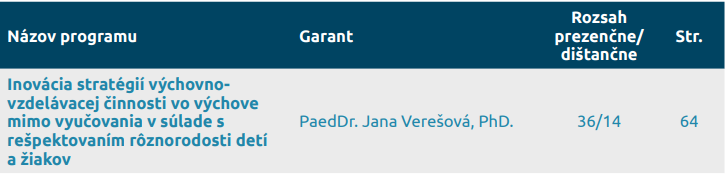 Názov programu
Garant
Rozsah
prezenčne/
dištančne
Str.
Inovácia stratégií výchovno-
vzdelávacej činnosti vo výchove
mimo vyučovania v súlade s
rešpektovaním rôznorodosti detí
a žiakov
PaedDr. Jana Verešová, PhD.
36/14
64